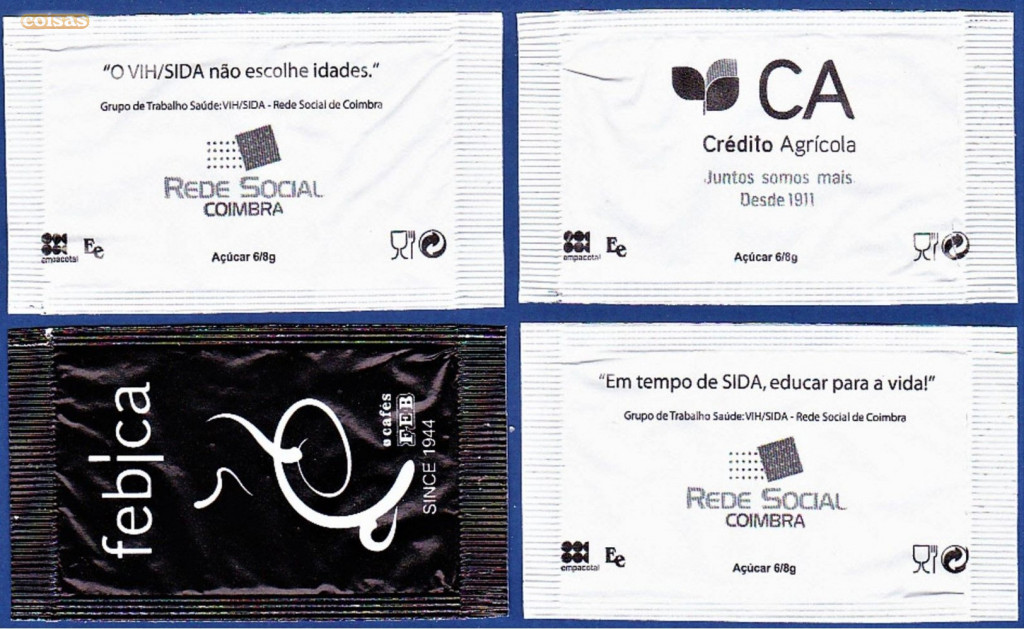 coisas
“O VIH/SIDA não escolhe idades.”
Grupo de Trabalho Saúde: VIH/SIDA - Rede Social de Coimbra
REDE SOCIAL
COIMBRA
empacotal
Ee
Açúcar 6/8g
CA
Crédito Agrícola
Juntos somos mais
Desde 1911
empacotal
Ee
Açúcar 6/8g
febica
cafés
FEB
SINCE 1944
“Em tempo de SIDA, educar para a vida!”
Grupo de Trabalho Saúde: VIH/SIDA - Rede Social de Coimbra
REDE SOCIAL
COIMBRA
empacotal
Ee
Açúcar 6/8g